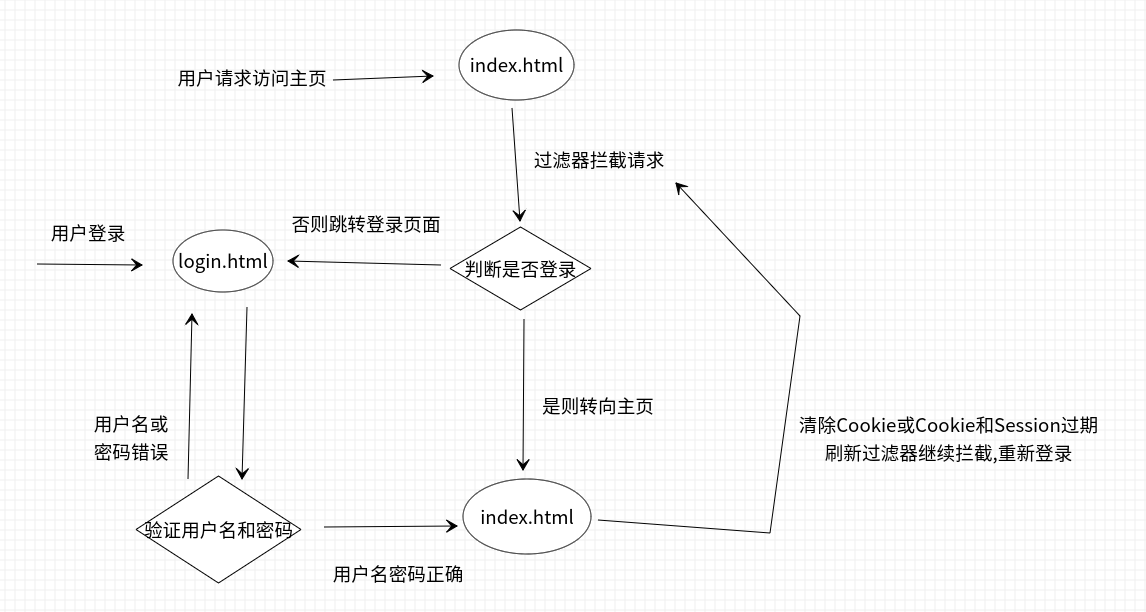 index.html
用户请求访问主页
过滤器拦截请求
否则跳转登录页面
用户登录
login.html
判断是否登录
是则转向主页
用户名或
密码错误
清除Cookie或Cookie和Session过期
刷新过滤器继续拦截,重新登录
验证用户名和密码
index.html
用户名密码正确